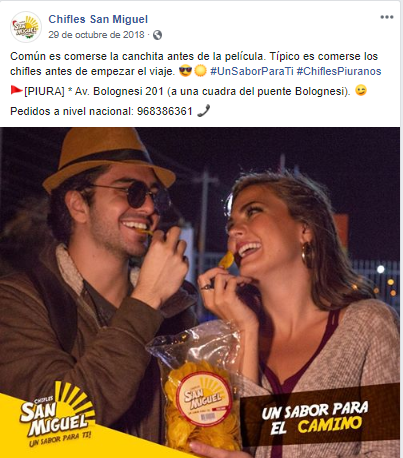 Chifles San Miguel
29 de octubre de 2018 ·
Común es comerse la canchita antes de la película. Típico es comerse los
chifles antes de empezar el viaje. 😎🌞 #UnSaborParaTi #ChiflesPiuranos
🚩[PIURA] * Av. Bolognesi 201 (a una cuadra del puente Bolognesi). 😉
Pedidos a nivel nacional: 968386361 📞
CHIFLES
SAN
MIGUEL
CHIFLES
SAN
MIGUEL
UN SABOR PARA TI!
UN SABOR PARA
EL CAMINO